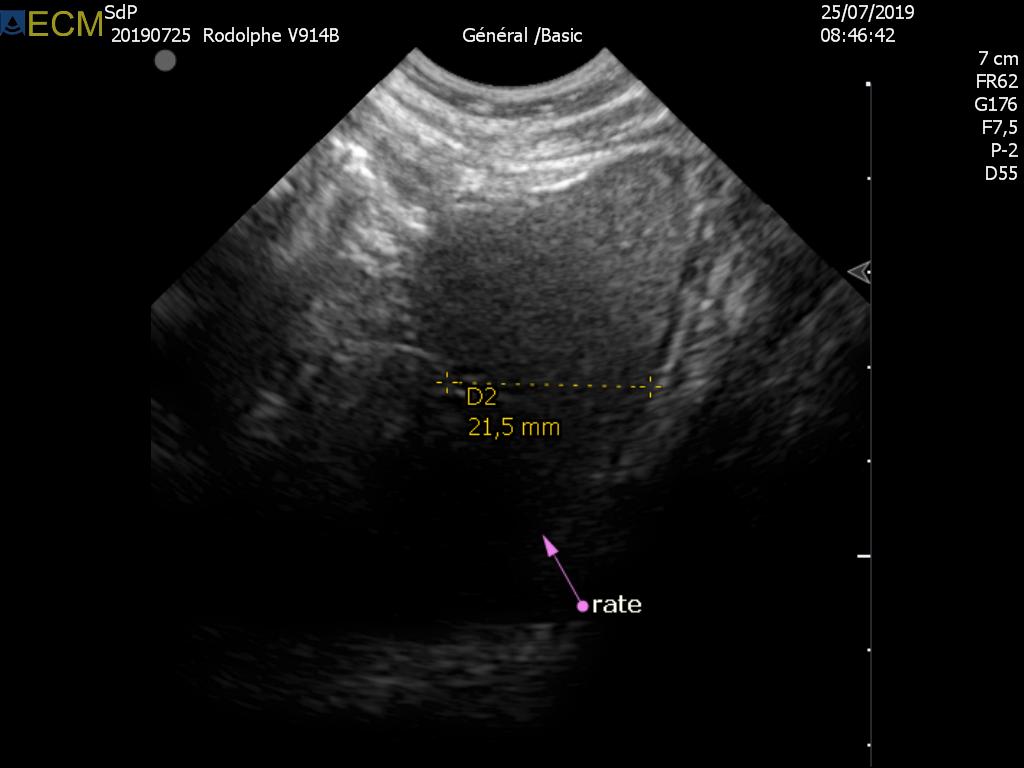 ECM
SdP
20190725 Rodolphe V914B
Général /Basic
25/07/2019
08:46:42
7 cm
FR62
G176
F7,5
P-2
D55
D2
21,5 mm
rate